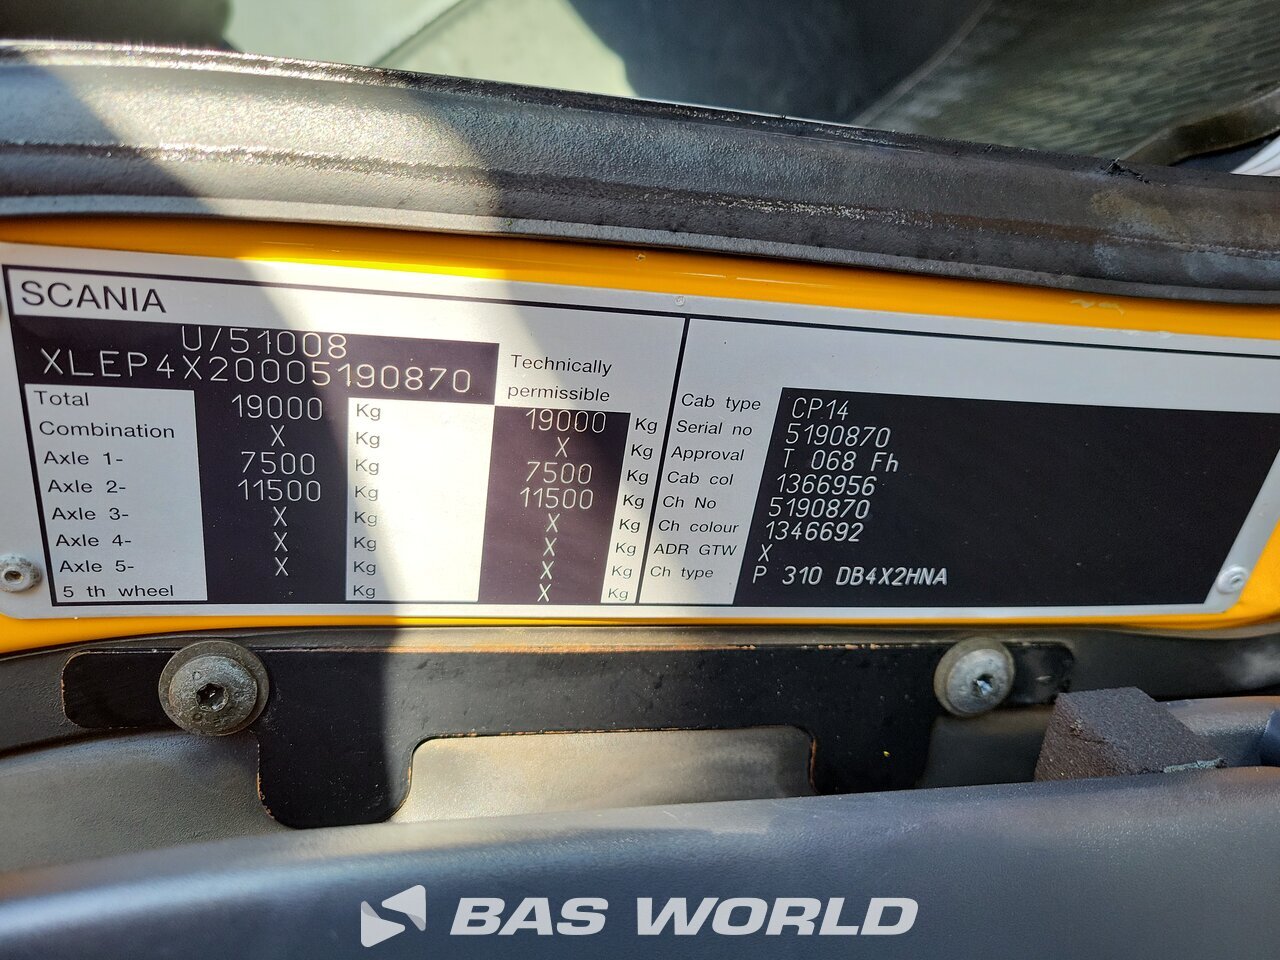 SCANIA
U/51008
XLEP4X20005190870
Technically
permissible
Total 19000 Kg 19000 Kg
Combination X Kg X Kg
Axle 1- 7500 Kg 7500 Kg
Axle 2- 11500 Kg 11500 Kg
Axle 3- X Kg X Kg
Axle 4- X Kg X Kg
Axle 5- X Kg X Kg
5 th wheel Kg X Kg
Cab type CP14
Serial no 5190870
Approval T 068 Fh
Cab col 1366956
Ch No 5190870
Ch colour 1346692
ADR GTW X
Ch type P 310 DB4X2HNA
BAS WORLD